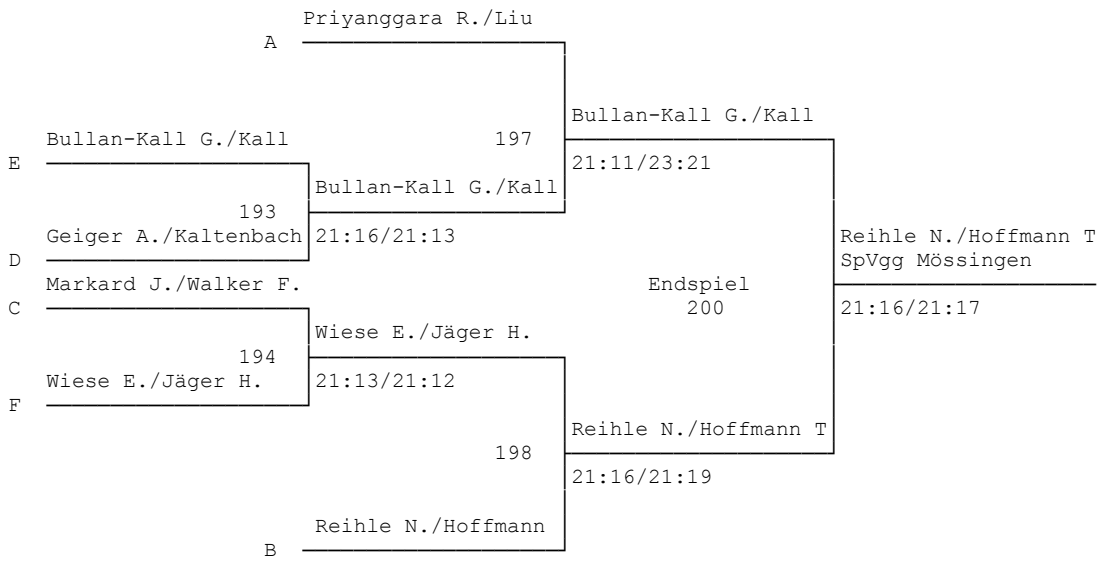 Priyanggara R./Liu
A
Bullan-Kall G./Kall
Bullan-Kall G./Kall 197
E 21:11/23:21
Bullan-Kall G./Kall
193
Geiger A./Kaltenbach 21:16/21:13 Reihle N./Hoffmann T
D SpVgg Mössingen
Markard J./Walker F. Endspiel
C 200 21:16/21:17
Wiese E./Jäger H.
194
Wiese E./Jäger H. 21:13/21:12
F
Reihle N./Hoffmann T
198
21:16/21:19
Reihle N./Hoffmann
B